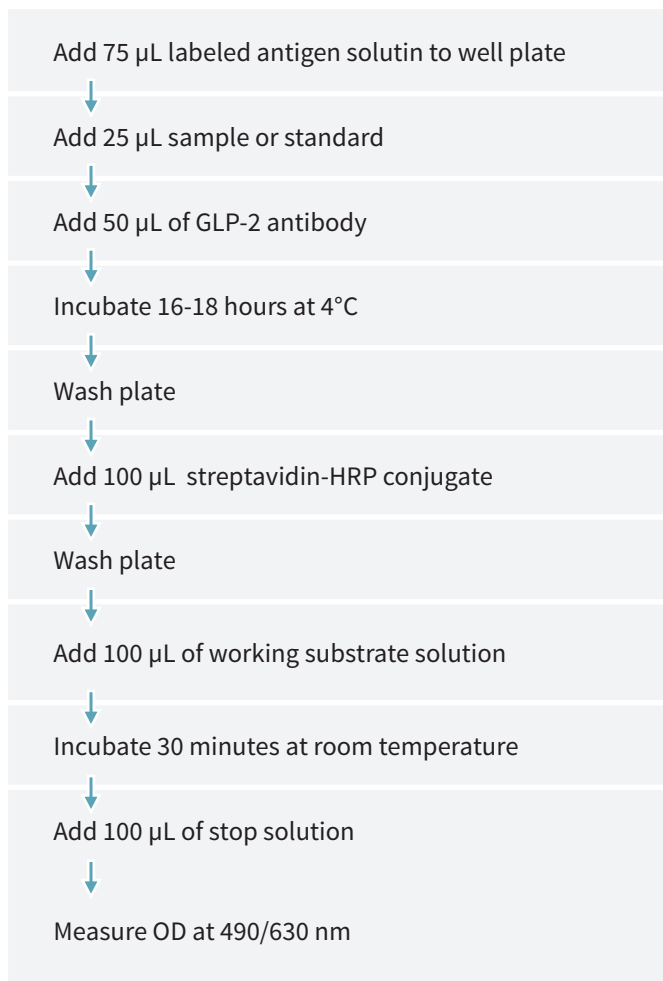 Add 75 µL labeled antigen solutin to well plate
Add 25 µL sample or standard
Add 50 µL of GLP-2 antibody
Incubate 16-18 hours at 4°C
Wash plate
Add 100 µL  streptavidin-HRP conjugate
Wash plate
Add 100 µL of working substrate solution
Incubate 30 minutes at room temperature
Add 100 µL of stop solution
Measure OD at 490/630 nm